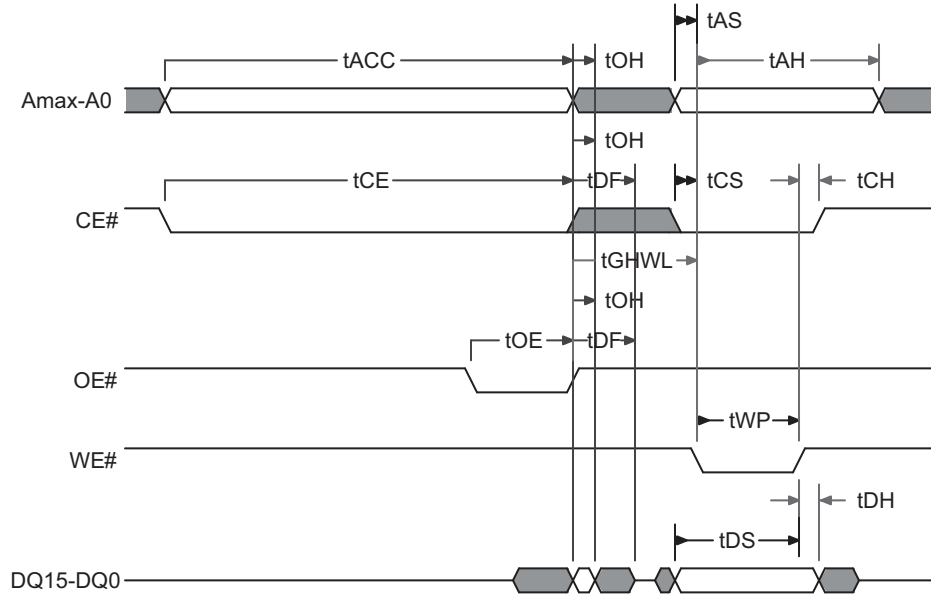 tAS
tACC
tOH
tAH
Amax-A0
tOH
tCE
tDF
tCS
tCH
CE#
tGHWL
tOH
tOE
tDF
OE#
tWP
WE#
tDH
tDS
DQ15-DQ0